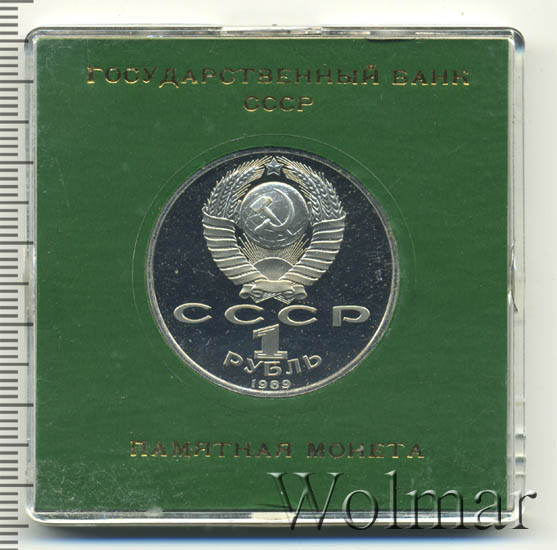 ГОСУДАРСТВЕННЫЙ БАНК
СССР
СССР
1
РУБЛЬ
1989
ПАМЯТНАЯ МОНЕТА
Wolmar